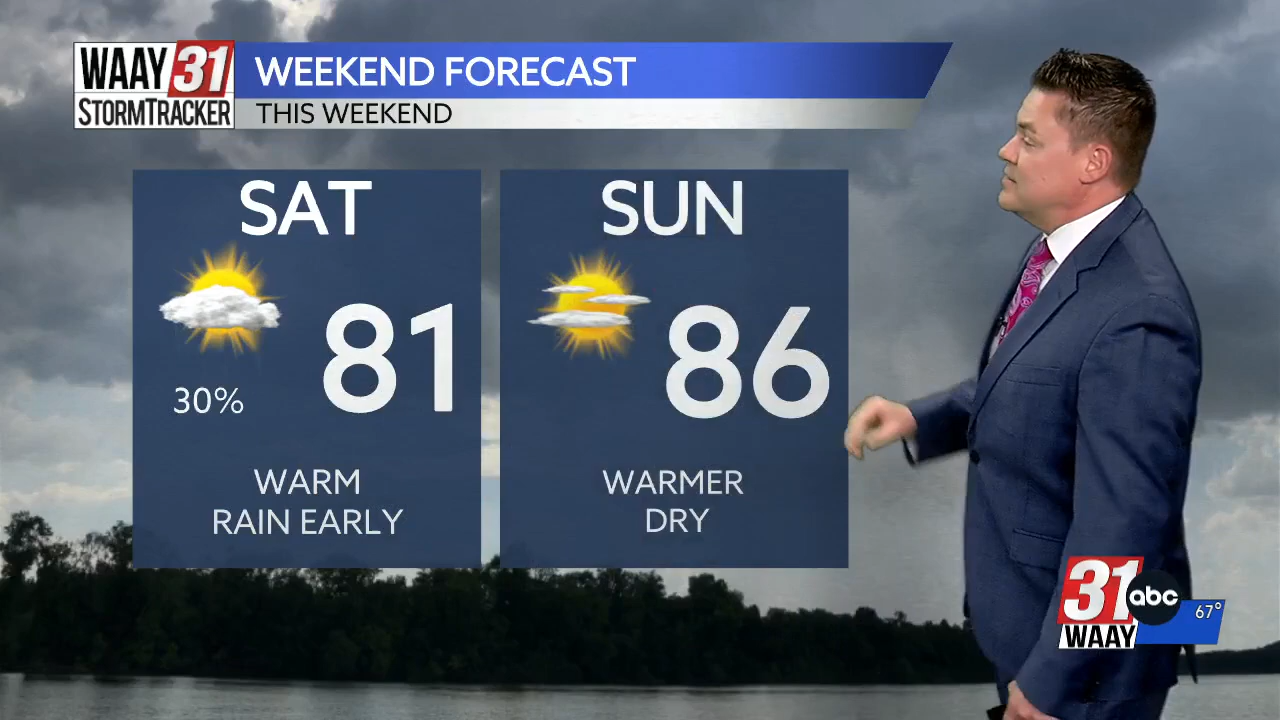 WAAY 31
STORMTRACKER
WEEKEND FORECAST
THIS WEEKEND
SAT
81
30%
WARM
RAIN EARLY
SUN
86
WARMER
DRY
31
abc
WAAY
67°